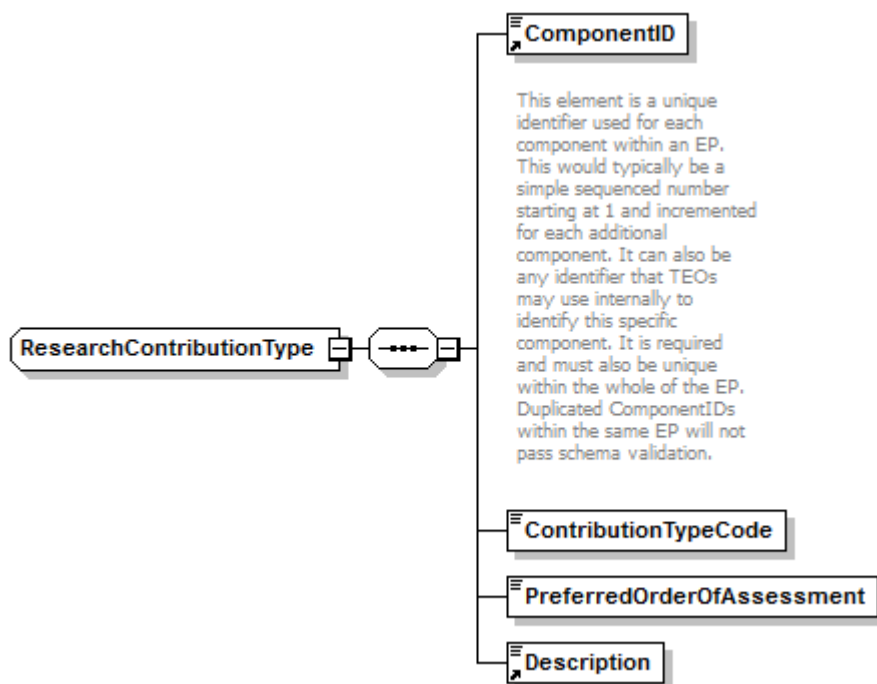 ComponentID
This element is a unique
identifier used for each
component within an EP.
This would typically be a
simple sequenced number
starting at 1 and incremented
for each additional
component. It can also be
any identifier that TEOs
may use internally to
identify this specific
component. It is required
and must also be unique
within the whole of the EP.
Duplicated ComponentIDs
within the same EP will not
pass schema validation.
ResearchContributionType
ContributionTypeCode
PreferredOrderOfAssessment
Description